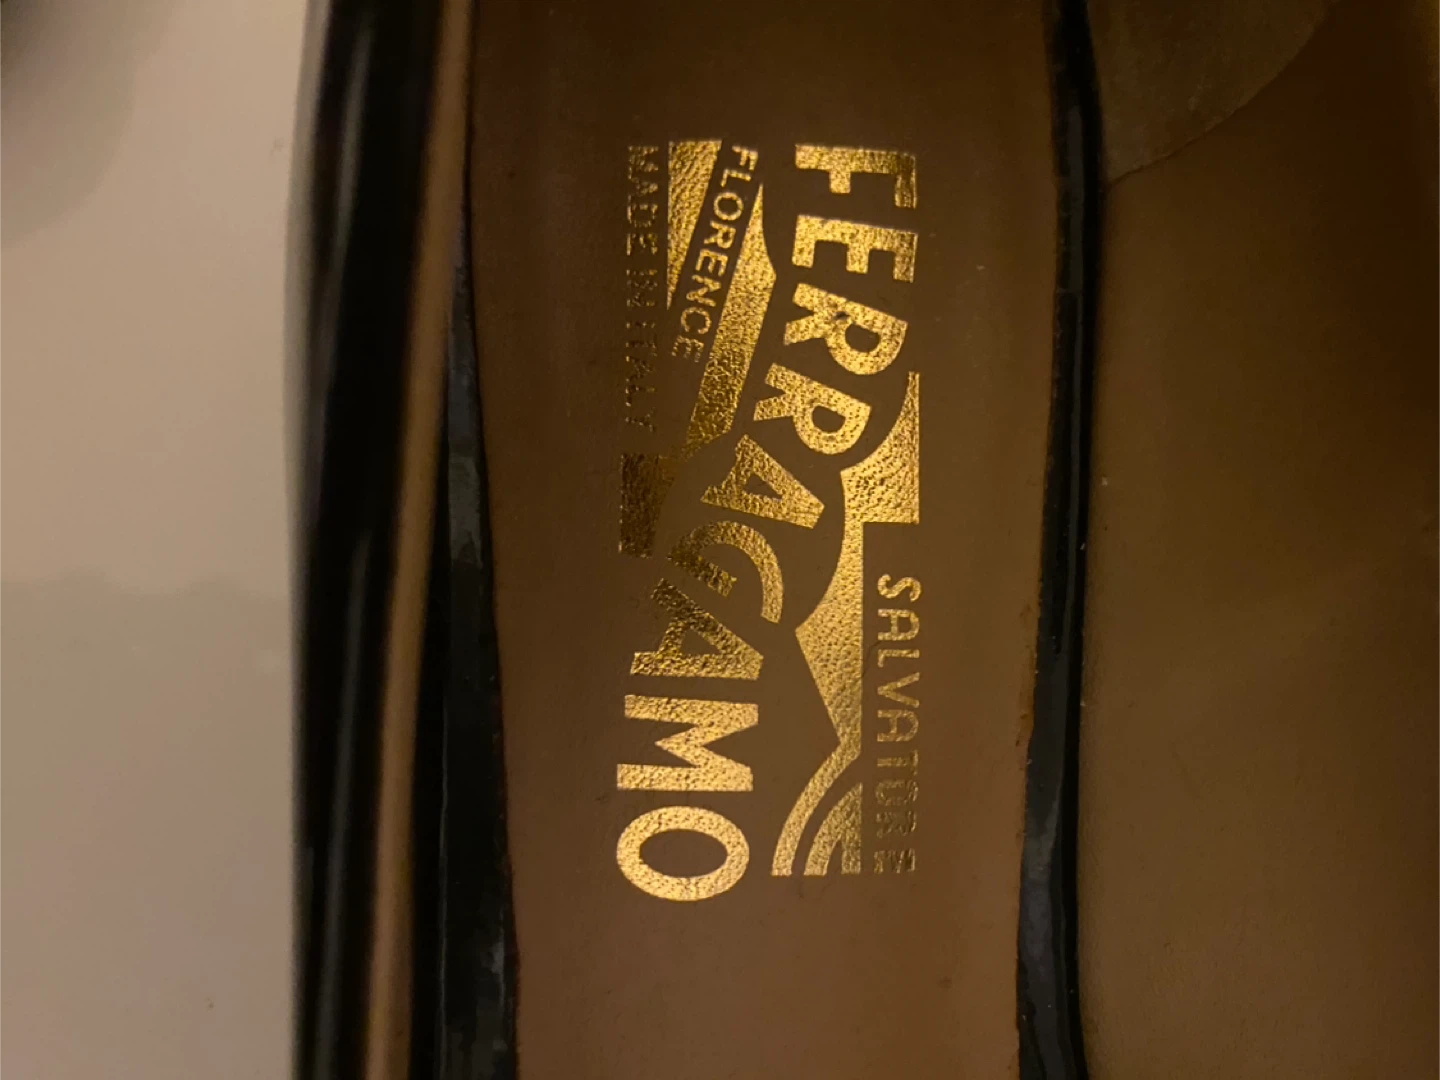 SALVATORE
FERRAGAMO
FLORENCE
MADE IN ITALY